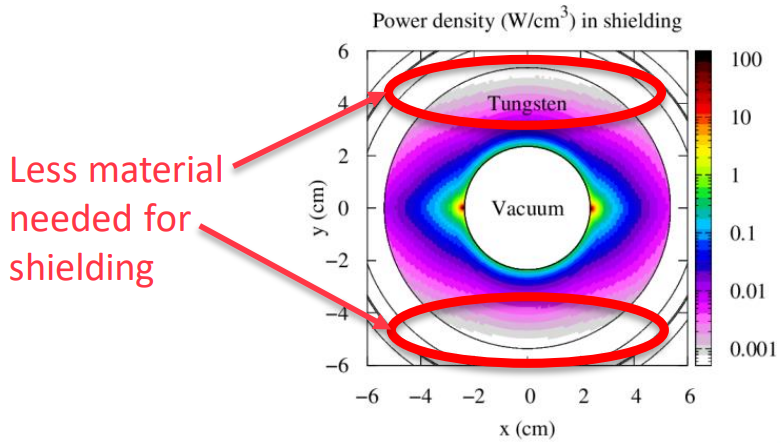 Power density (W/cm³) in shielding
Less material
needed for
shielding
Tungsten
Vacuum
y (cm)
6
4
2
0
−2
−4
−6
−6 −4 −2 0 2 4 6
x (cm)
100
10
1
0.1
0.01
0.001